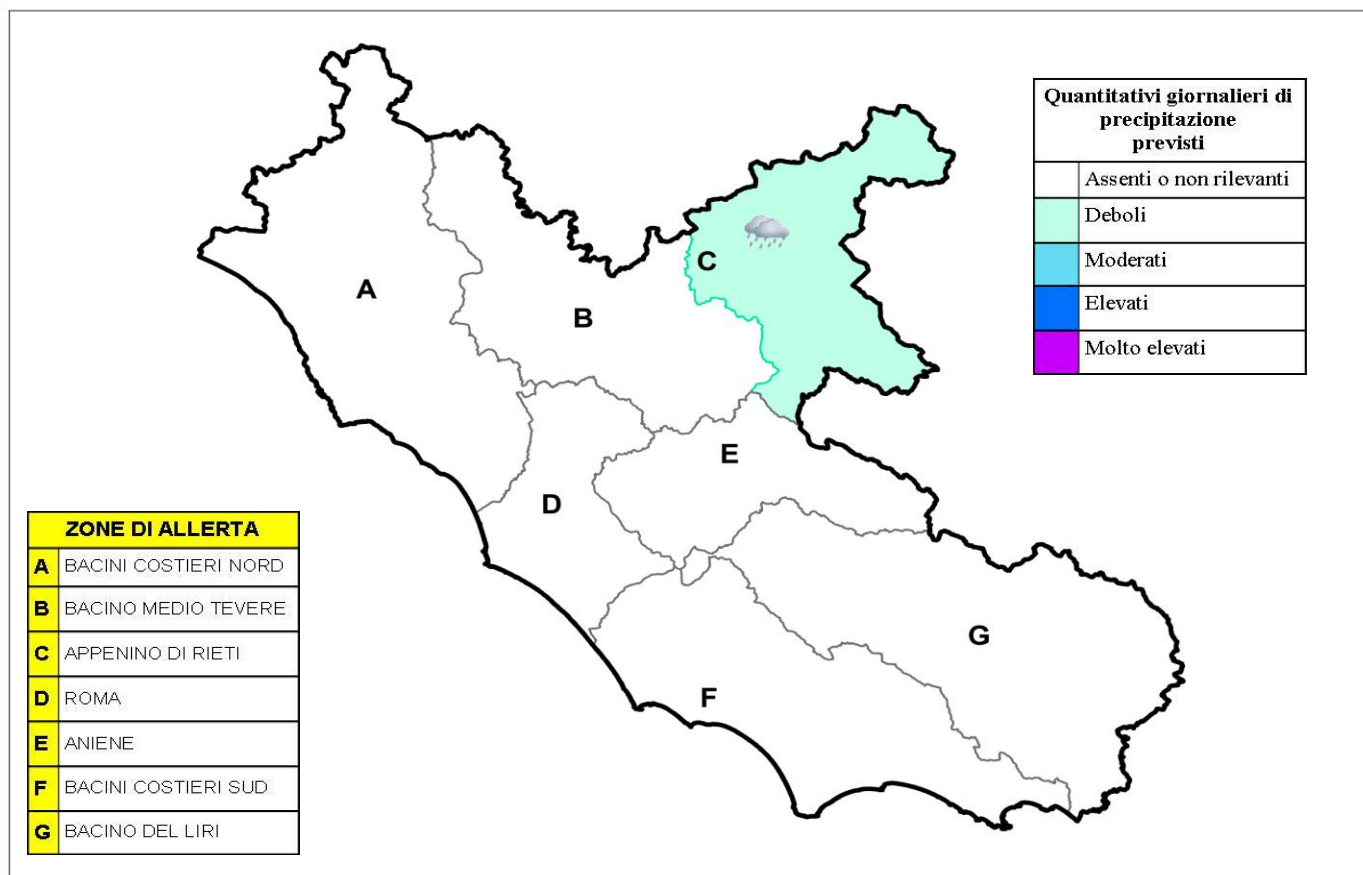 Quantitativi giornalieri di
precipitazione
previsti
Assenti o non rilevanti
Deboli
Moderati
Elevati
Molto elevati
A
B
C
D
E
F
G
ZONE DI ALLERTA
A BACINI COSTIERI NORD
B BACINO MEDIO TEVERE
C APPENINO DI RIETI
D ROMA
E ANIENE
F BACINI COSTIERI SUD
G BACINO DEL LIRI